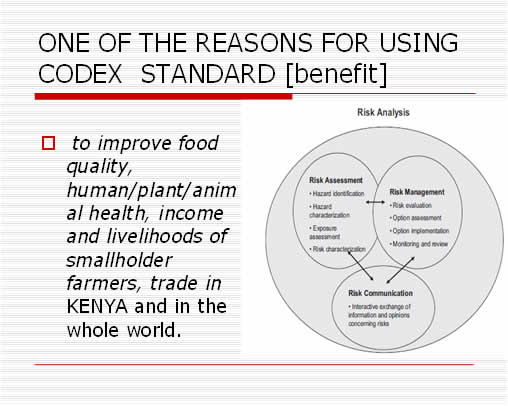 ONE OF THE REASONS FOR USING
CODEX STANDARD [benefit]
to improve food
quality,
human/plant/anim
al health, income
and livelihoods of
smallholder
farmers, trade in
KENYA and in the
whole world.
Risk Analysis
Risk Assessment
• Hazard identification
• Hazard
characterization
• Exposure
assessment
• Risk characterization
Risk Management
• Risk evaluation
• Option assessment
• Option implementation
• Monitoring and review
Risk Communication
• Interactive exchange of
information and opinions
concerning risks